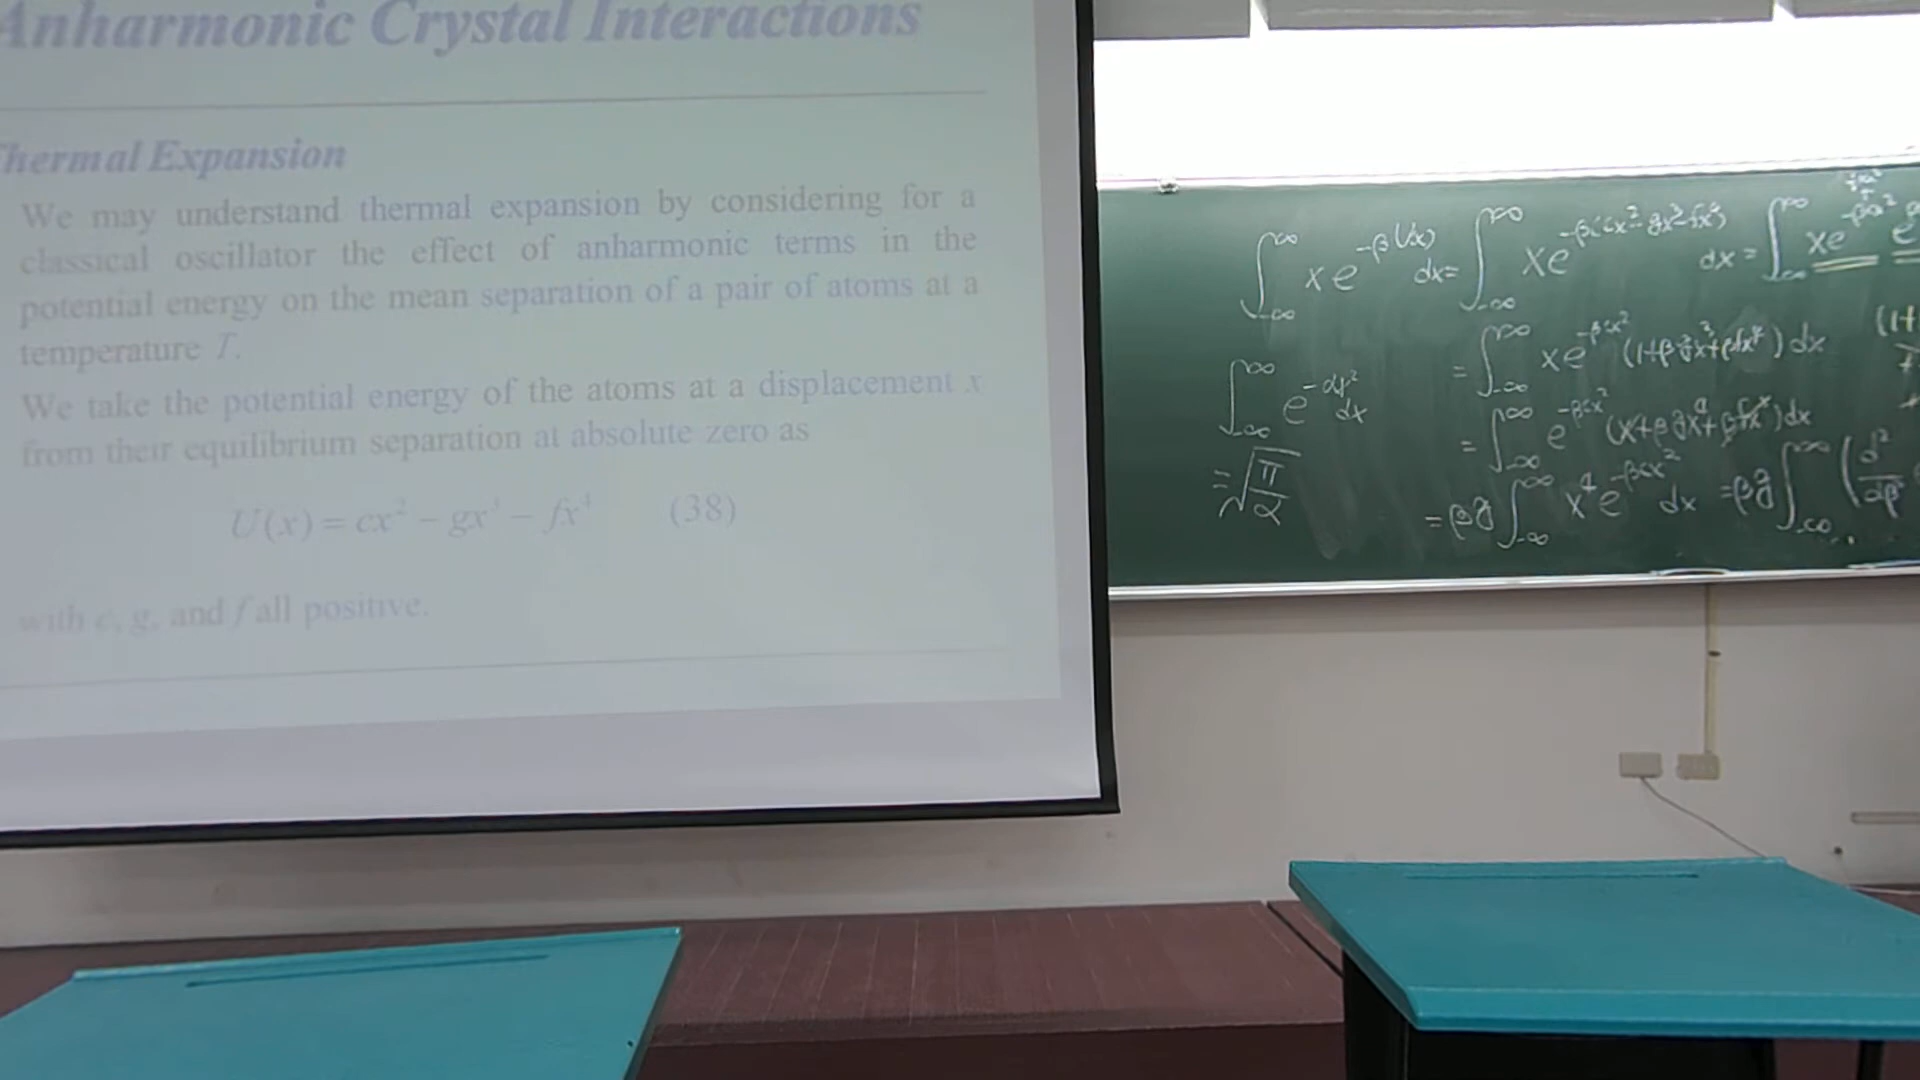 Anharmonic Crystal Interactions
Thermal Expansion
We may understand thermal expansion by considering for a
classical oscillator the effect of anharmonic terms in the
potential energy on the mean separation of a pair of atoms at a
temperature T.
We take the potential energy of the atoms at a displacement x
from their equilibrium separation at absolute zero as
U(x) = cx² − gx³ − fx⁴ (38)
with c, g, and f all positive.
∫_{-∞}^{∞} x e^{-βU(x)} dx = ∫_{-∞}^{∞} x e^{-β(cx²-gx³-fx⁴)} dx = ∫_{-∞}^{∞} x e
= ∫_{-∞}^{∞} x e^{-βcx²} (1+βgx³+βfx⁴) dx (1+
∫_{-∞}^{∞} e^{-αx²} dx
= ∫_{-∞}^{∞} e^{-βcx²} (x+βgx⁴+βfx⁵) dx
= √(π/α)
= βg ∫_{-∞}^{∞} x⁴ e^{-βcx²} dx = βg ∫_{-∞}^{∞} (d²/dβ²